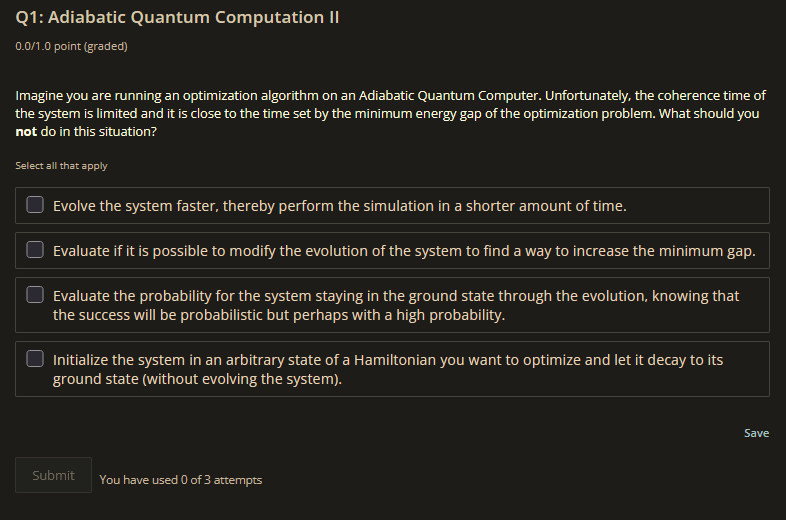 Q1: Adiabatic Quantum Computation II
0.0/1.0 point (graded)
Imagine you are running an optimization algorithm on an Adiabatic Quantum Computer. Unfortunately, the coherence time of
the system is limited and it is close to the time set by the minimum energy gap of the optimization problem. What should you
not do in this situation?
Select all that apply
Evolve the system faster, thereby perform the simulation in a shorter amount of time.
Evaluate if it is possible to modify the evolution of the system to find a way to increase the minimum gap.
Evaluate the probability for the system staying in the ground state through the evolution, knowing that
the success will be probabilistic but perhaps with a high probability.
Initialize the system in an arbitrary state of a Hamiltonian you want to optimize and let it decay to its
ground state (without evolving the system).
Save
Submit
You have used 0 of 3 attempts